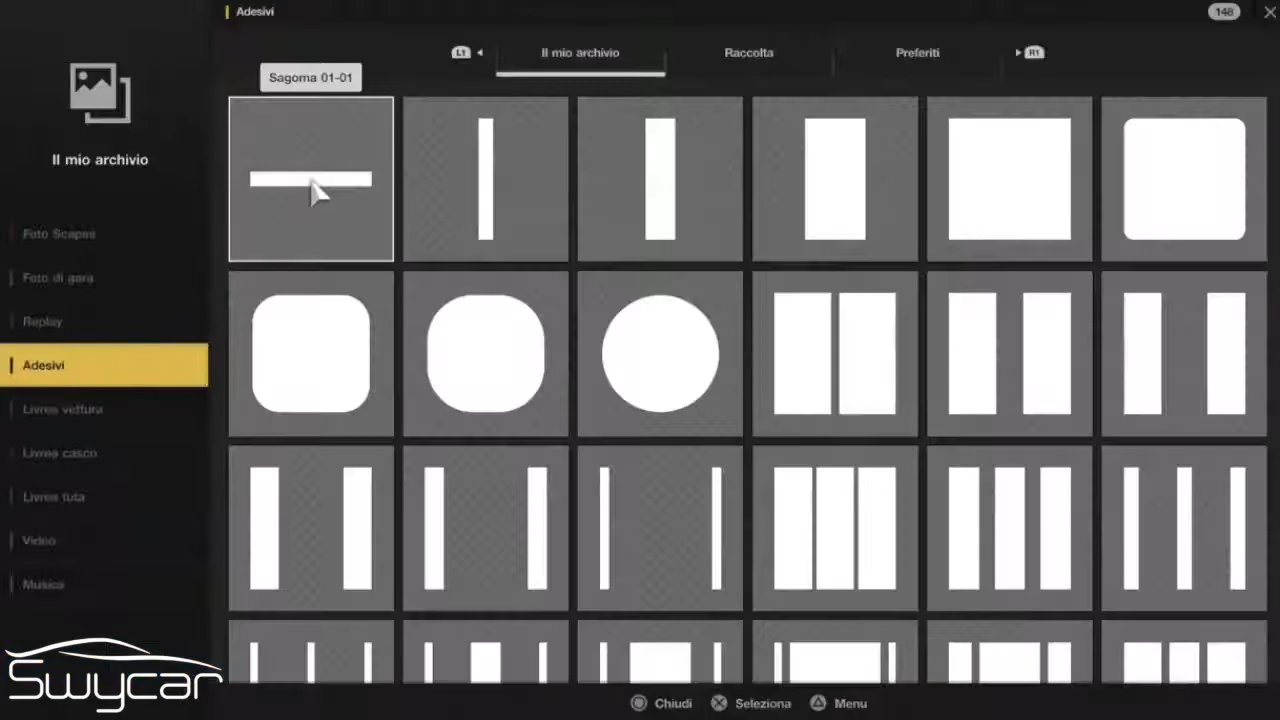 Adesivi
148
L1
Il mio archivio
Raccolta
Preferiti
R1
Sagoma 01-01
Il mio archivio
Foto Scapes
Foto di gara
Replay
Adesivi
Livrea vettura
Livrea casco
Livrea tuta
Video
Musica
Swycar
Chiudi
Seleziona
Menu